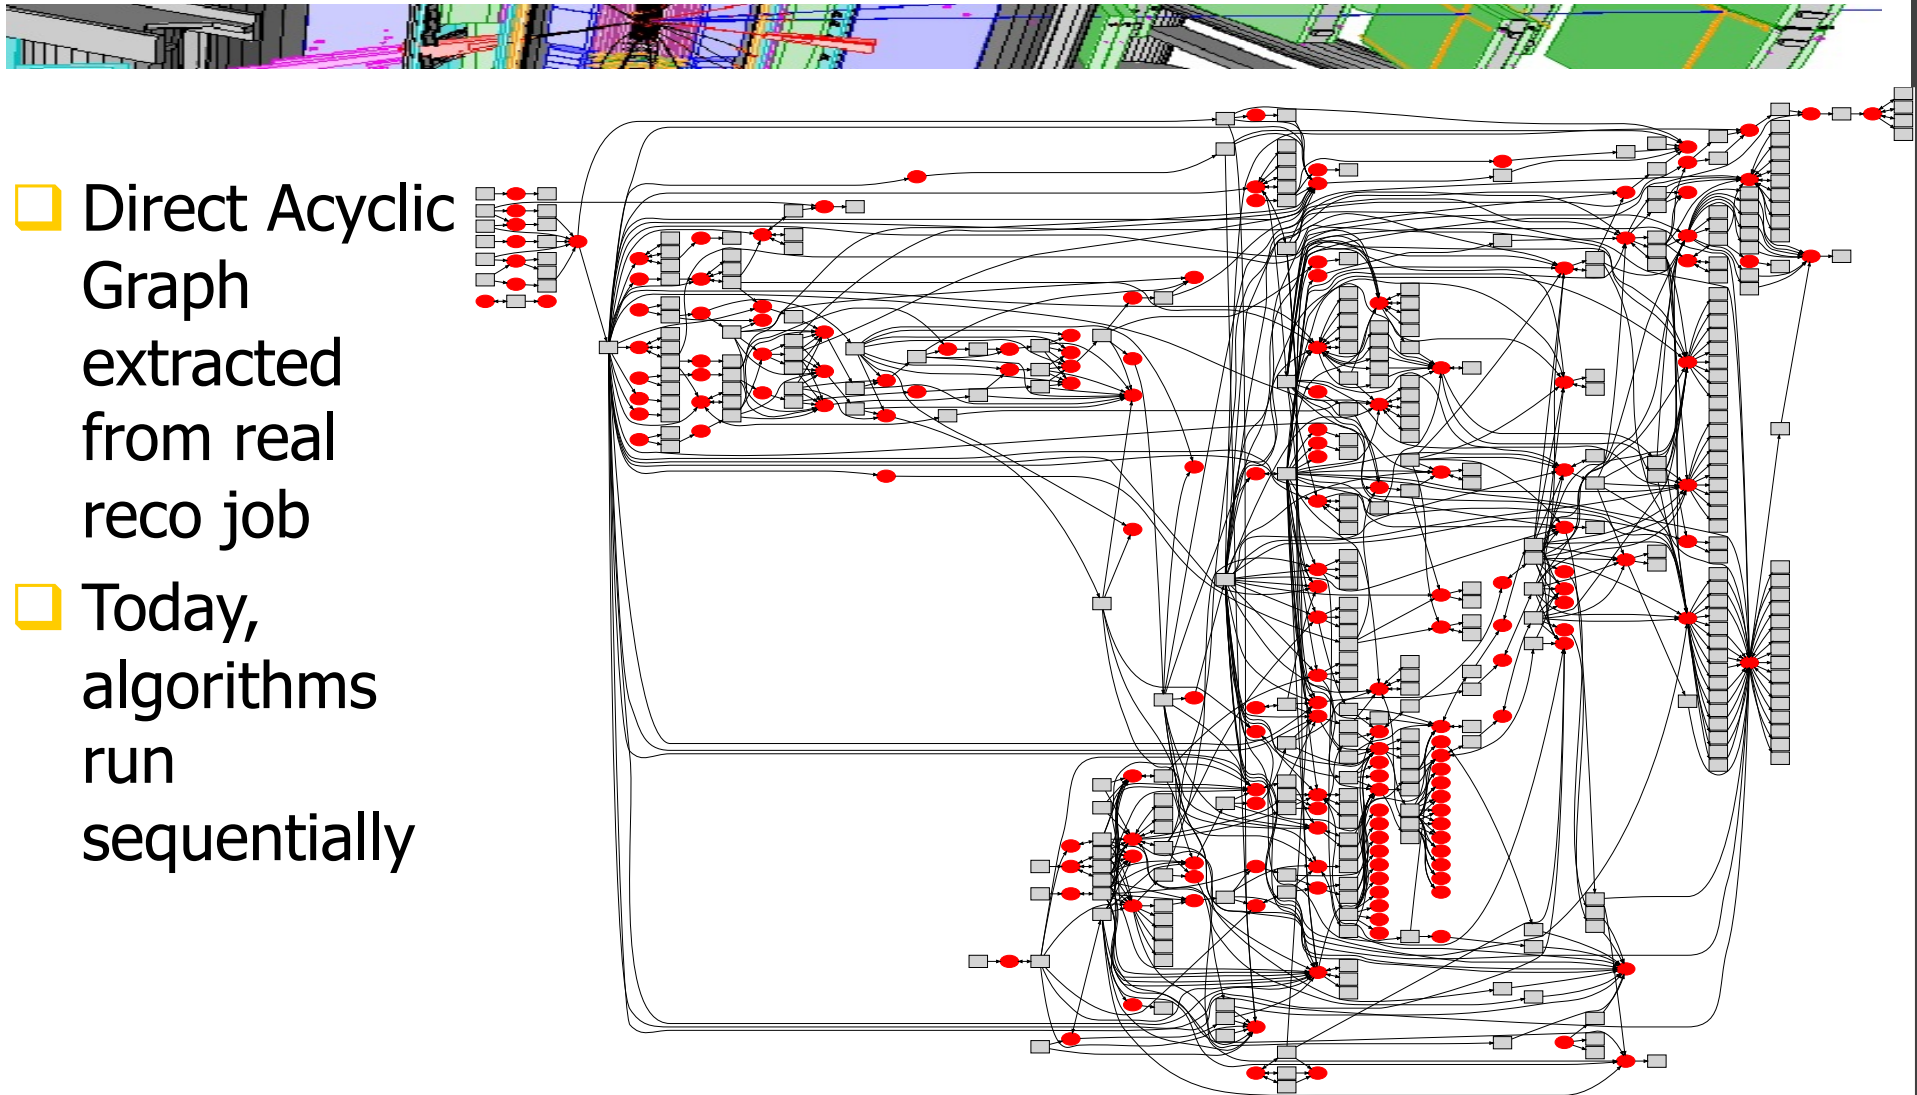 Direct Acyclic
Graph
extracted
from real
reco job
Today,
algorithms
run
sequentially